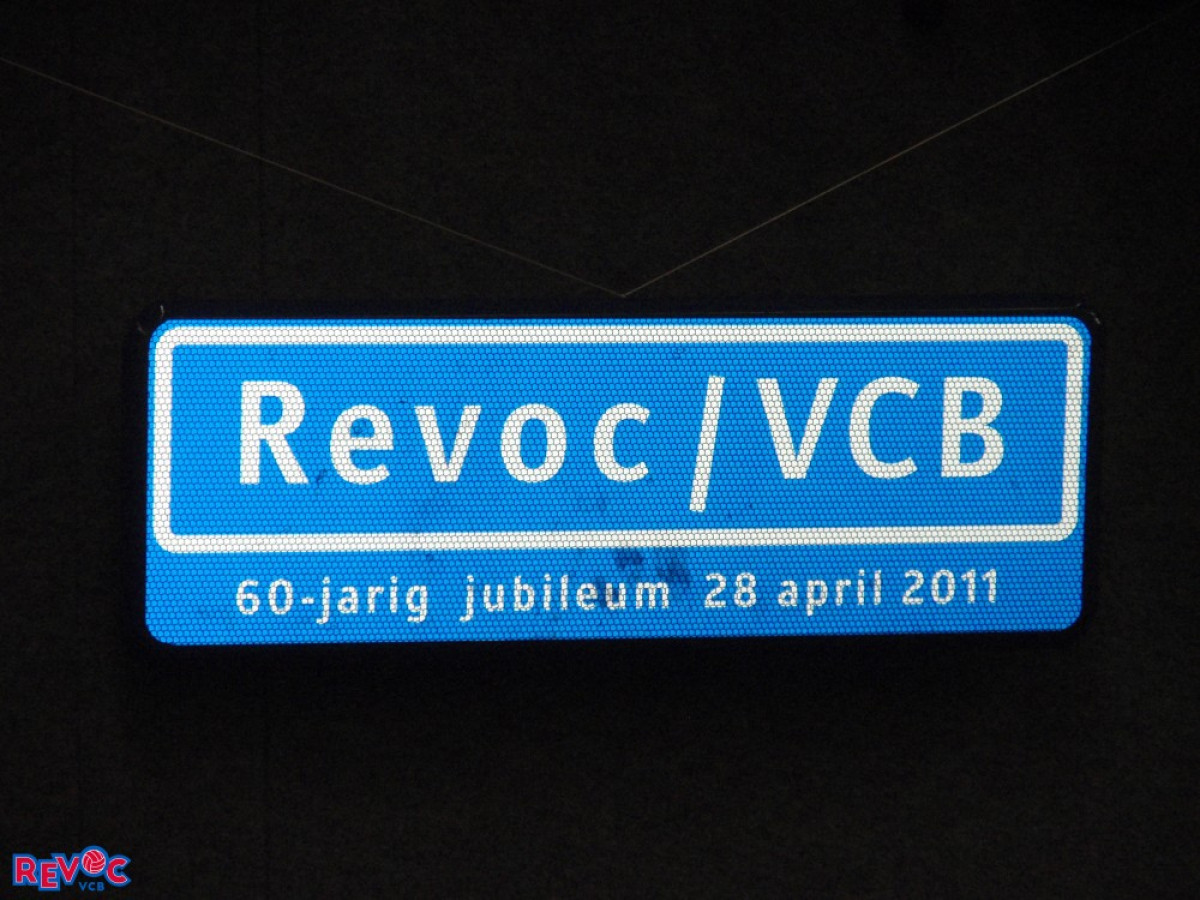 Revoc/VCB
60-jarig jubileum 28 april 2011
REVOC
VCB